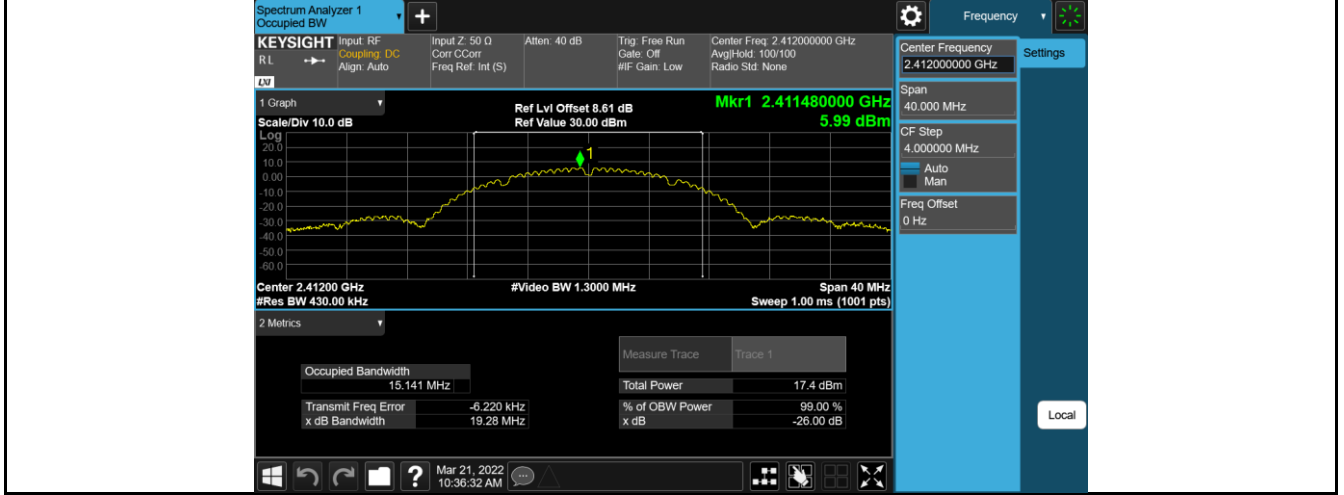 Spectrum Analyzer 1
Occupied BW
Frequency
KEYSIGHT
RL
LXI
Input: RF
Coupling: DC
Align: Auto
Input Z: 50 Ω
Corr CCorr
Freq Ref: Int (S)
Atten: 40 dB
Trig: Free Run
Gate: Off
#IF Gain: Low
Center Freq: 2.412000000 GHz
Avg|Hold: 100/100
Radio Std: None
1 Graph
Scale/Div 10.0 dB
Ref Lvl Offset 8.61 dB
Ref Value 30.00 dBm
Mkr1 2.411480000 GHz
5.99 dBm
Log
20.0
10.0
0.00
-10.0
-20.0
-30.0
-40.0
-50.0
-60.0
1
Center 2.41200 GHz
#Video BW 1.3000 MHz
Span 40 MHz
#Res BW 430.00 kHz
Sweep 1.00 ms (1001 pts)
2 Metrics
Measure Trace
Trace 1
Occupied Bandwidth
15.141 MHz
Total Power
17.4 dBm
Transmit Freq Error
-6.220 kHz
% of OBW Power
99.00 %
x dB Bandwidth
19.28 MHz
x dB
-26.00 dB
Center Frequency
2.412000000 GHz
Settings
Span
40.000 MHz
CF Step
4.000000 MHz
Auto
Man
Freq Offset
0 Hz
Local
?
Mar 21, 2022
10:36:32 AM